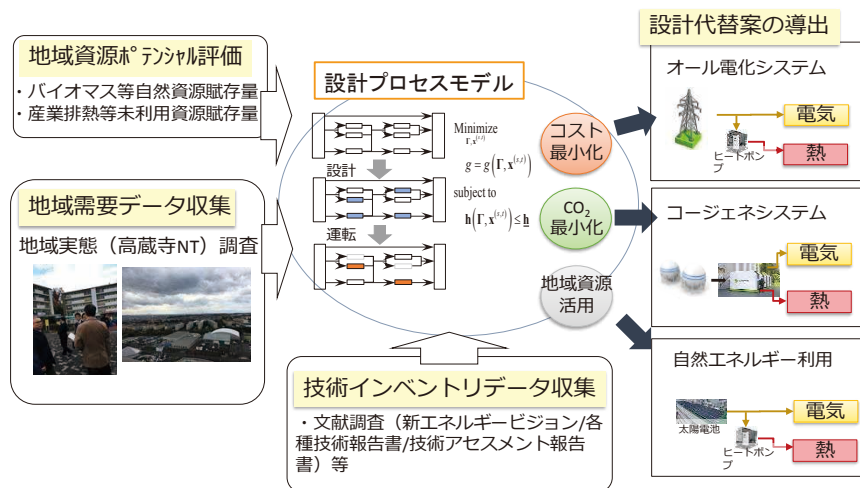 地域資源ポテンシャル評価
・バイオマス等自然資源賦存量
・産業排熱等未利用資源賦存量
地域需要データ収集
地域実態（高蔵寺NT）調査
設計プロセスモデル
設計
運転
Minimize
Γ,x^(s,t)
g = g(Γ,x^(s,t))
subject to
h(Γ,x^(s,t)) ≤ h
コスト
最小化
CO₂
最小化
地域資源
活用
技術インベントリデータ収集
・文献調査（新エネルギービジョン/各
種技術報告書/技術アセスメント報告
書）等
設計代替案の導出
オール電化システム
電気
ヒートポン
プ
熱
コージェネシステム
電気
熱
自然エネルギー利用
太陽電池
電気
ヒートポン
プ
熱